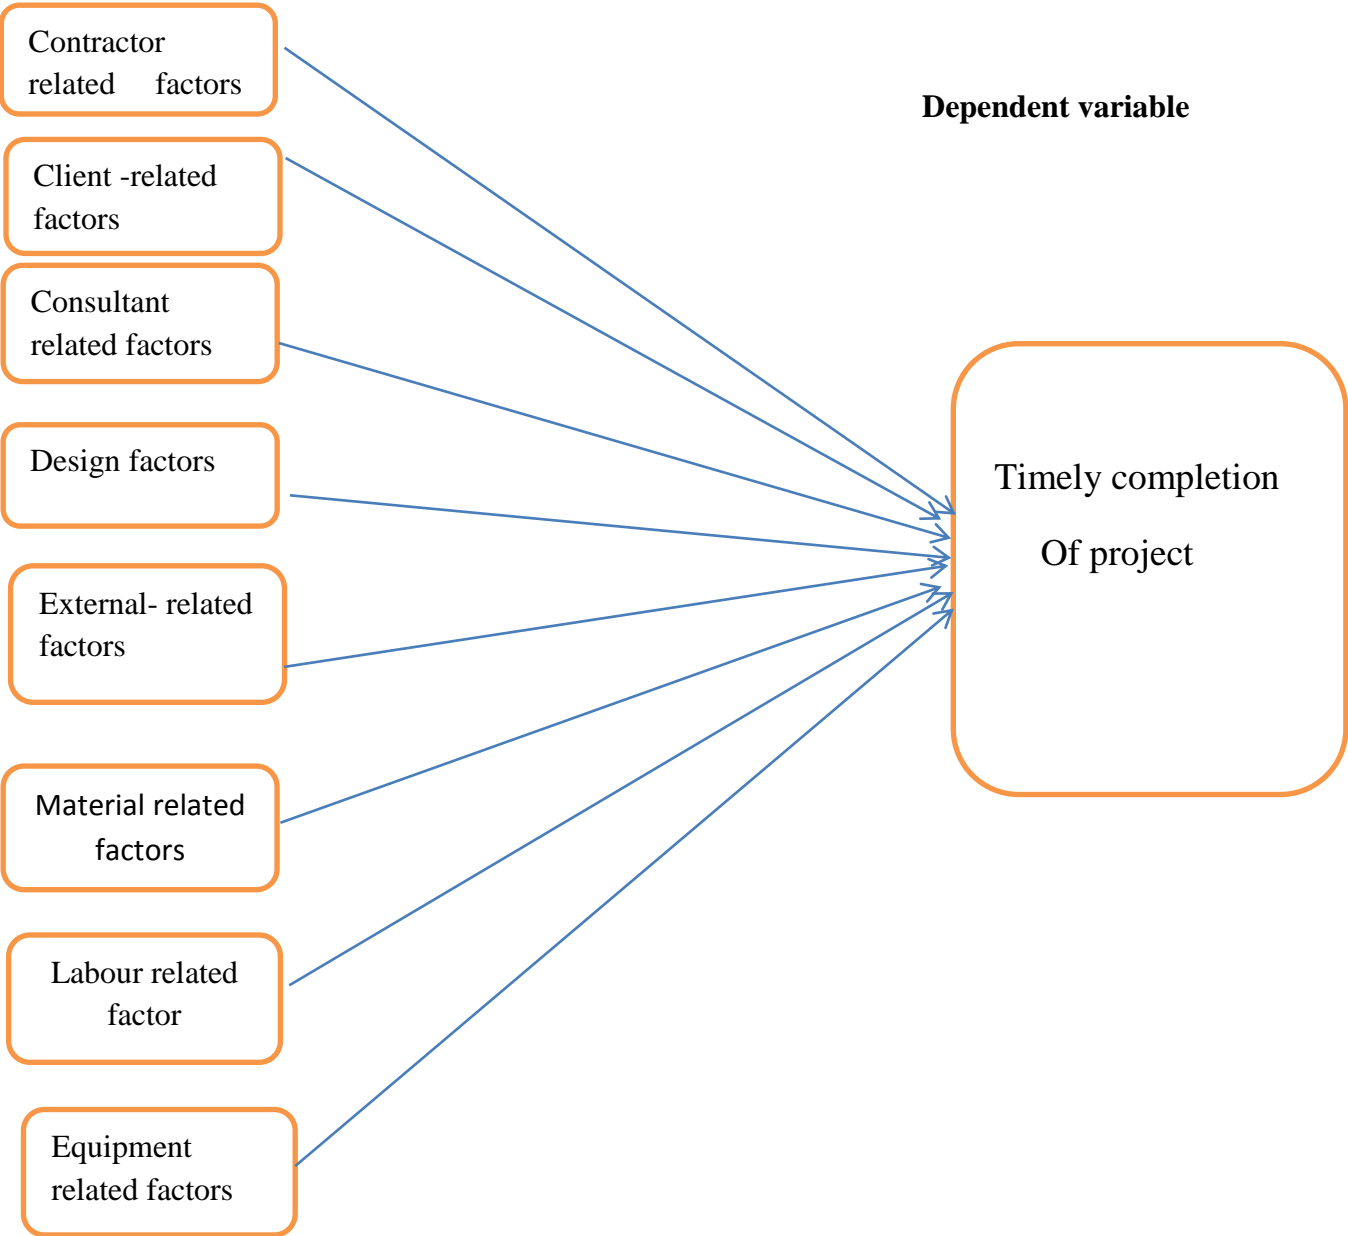 Contractor
related factors
Dependent variable
Client -related
factors
Consultant
related factors
Design factors
External- related
factors
Material related
factors
Labour related
factor
Equipment
related factors
Timely completion
Of project